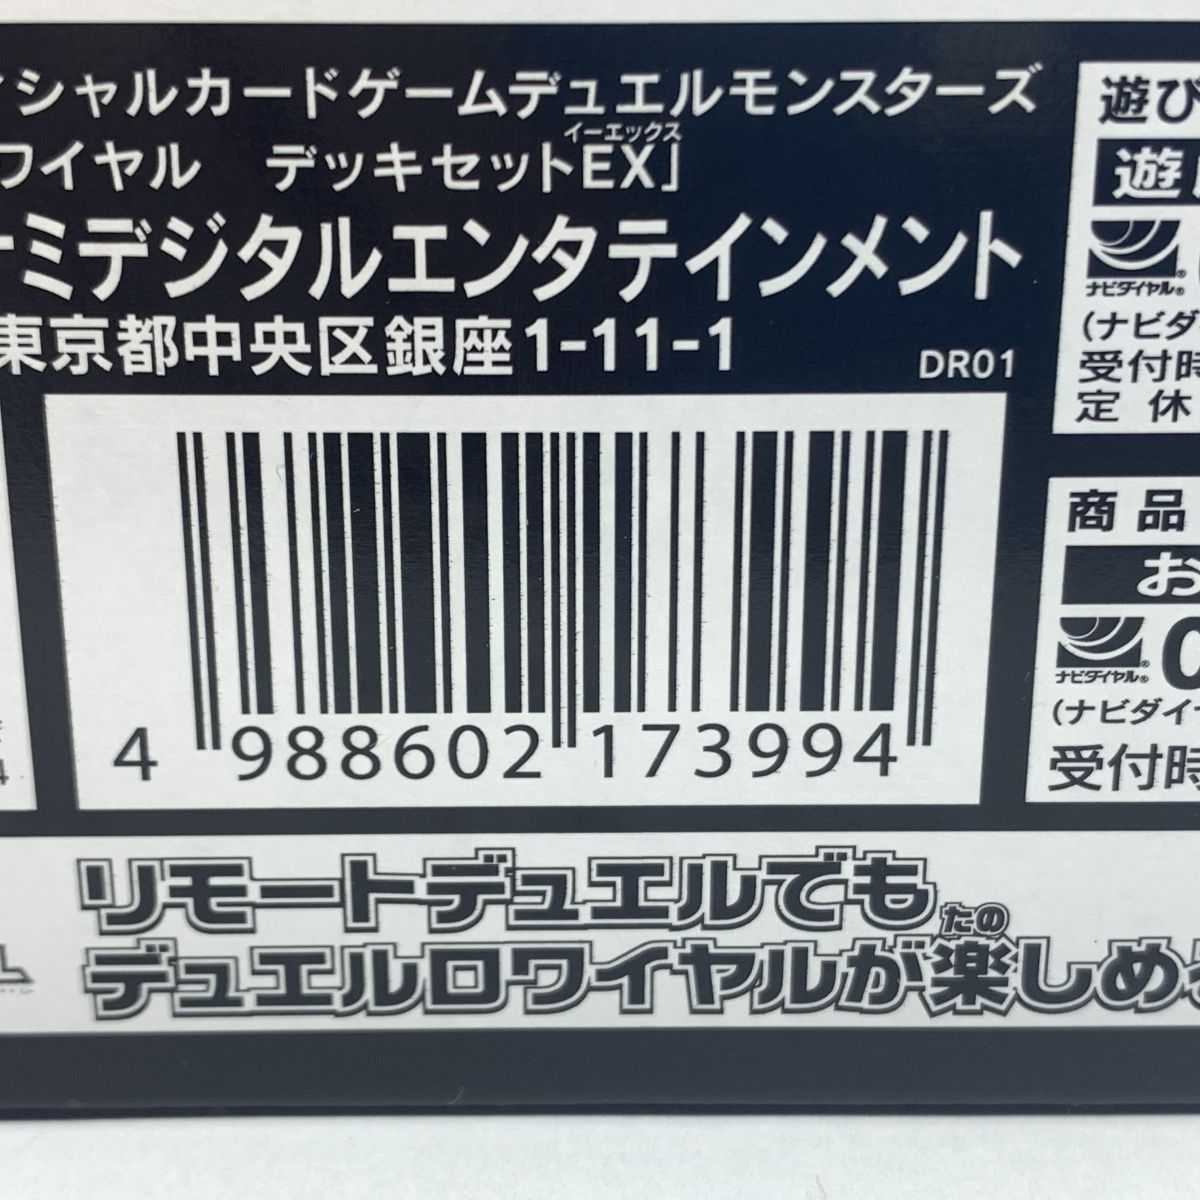 シャルカードゲームデュエルモンスターズ
イーエックス
ワイヤル　デッキセットEX」
ミデジタルエンタテインメント
東京都中央区銀座1-11-1
DR01
4 988602 173994
遊び
遊
ナビダイヤル®
(ナビダ
受付時
定 休
商 品
お
ナビダイヤル®
0
(ナビダイヤ
受付時
4
リモートデュエルでも
たの
デュエルロワイヤルが楽しめ